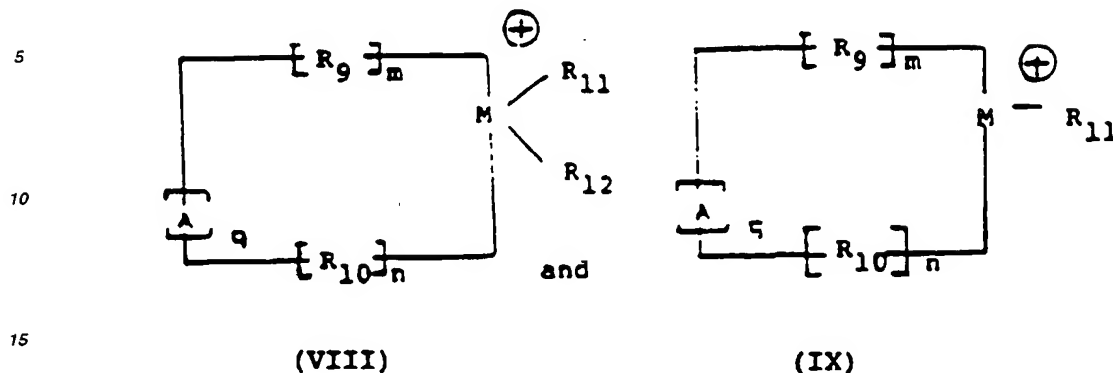 5
[ R9 ]m
⊕
R11
M
R12
[ A ] q
[ R10 ]n
and
[ R9 ]m
⊕
M
R11
[ A ] q
[ R10 ]n
10
15
(VIII)
(IX)